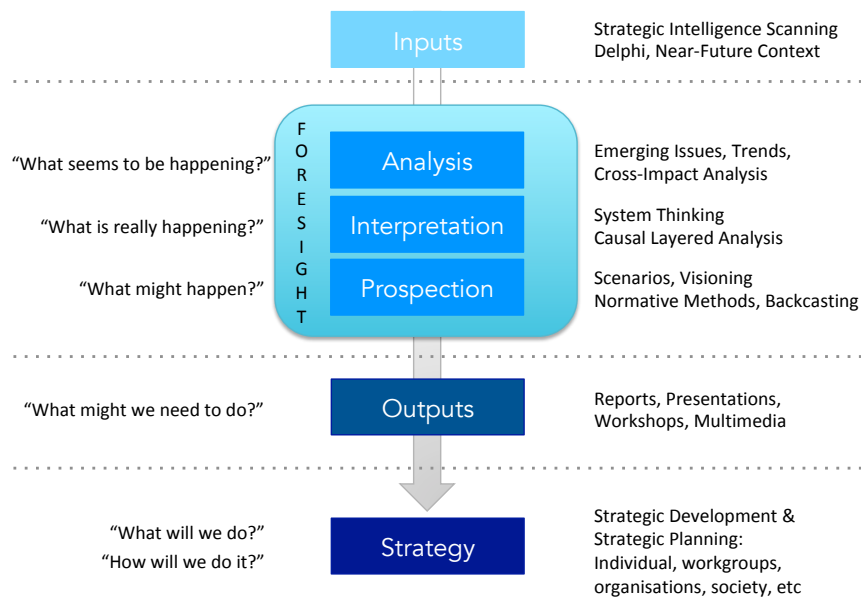 Inputs
Strategic Intelligence Scanning
Delphi, Near-Future Context
FORESIGHT
“What seems to be happening?”
Analysis
Emerging Issues, Trends,
Cross-Impact Analysis
“What is really happening?”
Interpretation
System Thinking
Causal Layered Analysis
“What might happen?”
Prospection
Scenarios, Visioning
Normative Methods, Backcasting
“What might we need to do?”
Outputs
Reports, Presentations,
Workshops, Multimedia
“What will we do?”
“How will we do it?”
Strategy
Strategic Development &
Strategic Planning:
Individual, workgroups,
organisations, society, etc